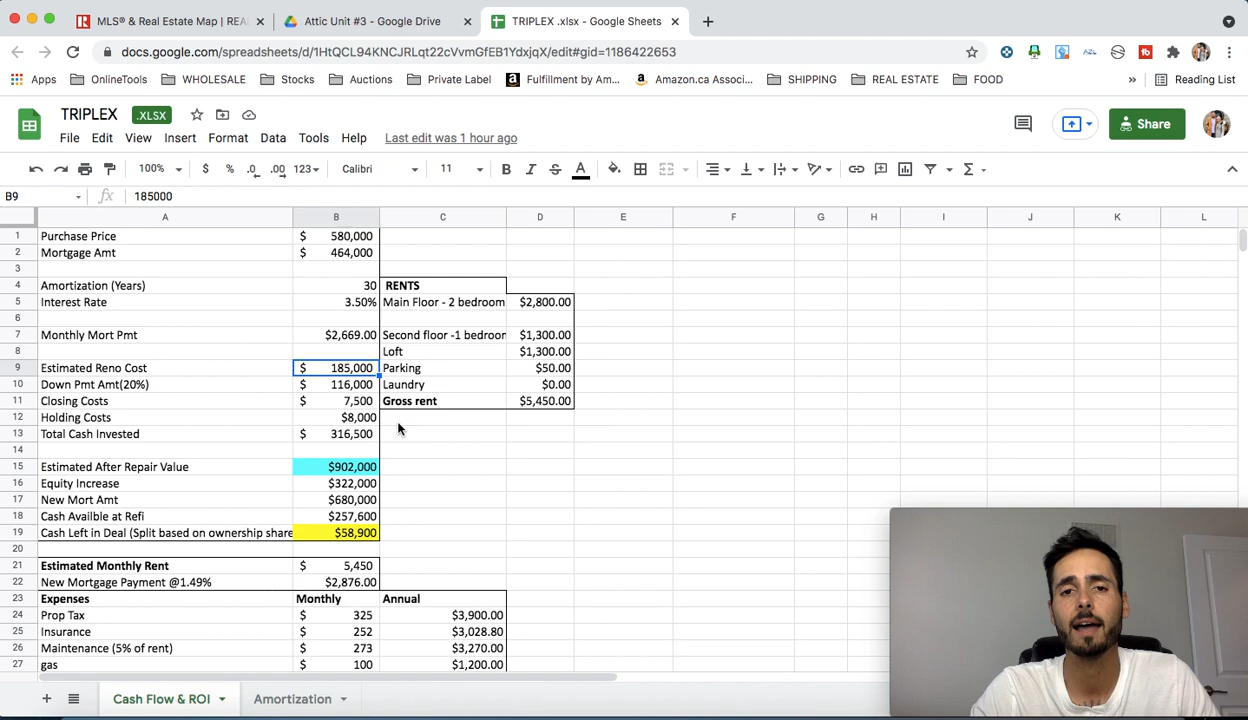 MLS® & Real Estate Map | REA
Attic Unit #3 - Google Drive
TRIPLEX .xlsx - Google Sheets
docs.google.com/spreadsheets/d/1HtQCL94KNCJRLqt22cVvmGfEB1YdxjqX/edit#gid=1186422653
Apps OnlineTools WHOLESALE Stocks Auctions Private Label Fulfillment by Am... Amazon.ca Associ... SHIPPING REAL ESTATE FOOD » Reading List
TRIPLEX .XLSX
File Edit View Insert Format Data Tools Help Last edit was 1 hour ago
Share
100% $ % .0 .00 123 Calibri 11 B I S A
B9 fx 185000
A B C D E F G H I J K L
1 Purchase Price $ 580,000
2 Mortgage Amt $ 464,000
3
4 Amortization (Years) 30 RENTS
5 Interest Rate 3.50% Main Floor - 2 bedroom $2,800.00
6
7 Monthly Mort Pmt $2,669.00 Second floor -1 bedroor $1,300.00
8 Loft $1,300.00
9 Estimated Reno Cost $ 185,000 Parking $50.00
10 Down Pmt Amt(20%) $ 116,000 Laundry $0.00
11 Closing Costs $ 7,500 Gross rent $5,450.00
12 Holding Costs $8,000
13 Total Cash Invested $ 316,500
14
15 Estimated After Repair Value $902,000
16 Equity Increase $322,000
17 New Mort Amt $680,000
18 Cash Availble at Refi $257,600
19 Cash Left in Deal (Split based on ownership share $58,900
20
21 Estimated Monthly Rent $ 5,450
22 New Mortgage Payment @1.49% $2,876.00
23 Expenses Monthly Annual
24 Prop Tax $ 325 $3,900.00
25 Insurance $ 252 $3,028.80
26 Maintenance (5% of rent) $ 273 $3,270.00
27 gas $ 100 $1,200.00
Cash Flow & ROI Amortization